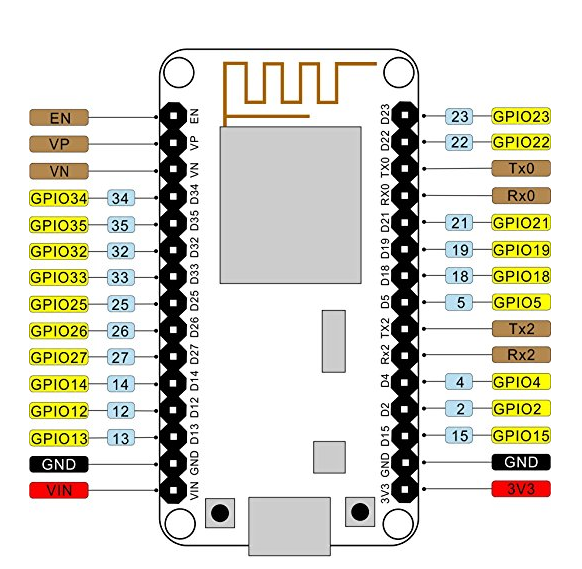 EN EN D23 23 GPIO23
VP VP D22 22 GPIO22
VN VN TX0 Tx0
GPIO34 34 D34 RX0 Rx0
GPIO35 35 D35 D21 21 GPIO21
GPIO32 32 D32 D19 19 GPIO19
GPIO33 33 D33 D18 18 GPIO18
GPIO25 25 D25 D5 5 GPIO5
GPIO26 26 D26 TX2 Tx2
GPIO27 27 D27 Rx2 Rx2
GPIO14 14 D14 D4 4 GPIO4
GPIO12 12 D12 D2 2 GPIO2
GPIO13 13 D13 D15 15 GPIO15
GND GND GND GND
VIN VIN 3V3 3V3